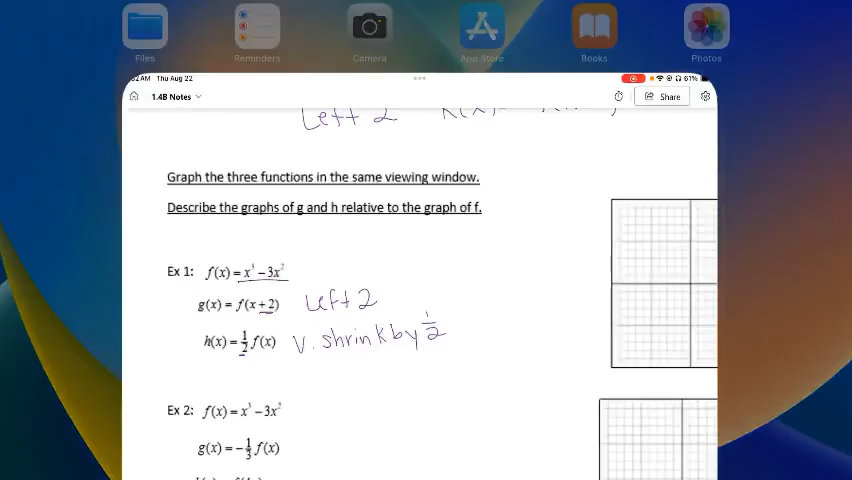 Files Reminders Camera App Store Books Photos
Thu Aug 22 61%
1.4B Notes Share
Left 2
Graph the three functions in the same viewing window.
Describe the graphs of g and h relative to the graph of f.
Ex 1: f(x) = x³ − 3x²
g(x) = f(x + 2) Left 2
h(x) = 1/2 f(x) V. shrink by 1/2
Ex 2: f(x) = x³ − 3x²
g(x) = −1/3 f(x)